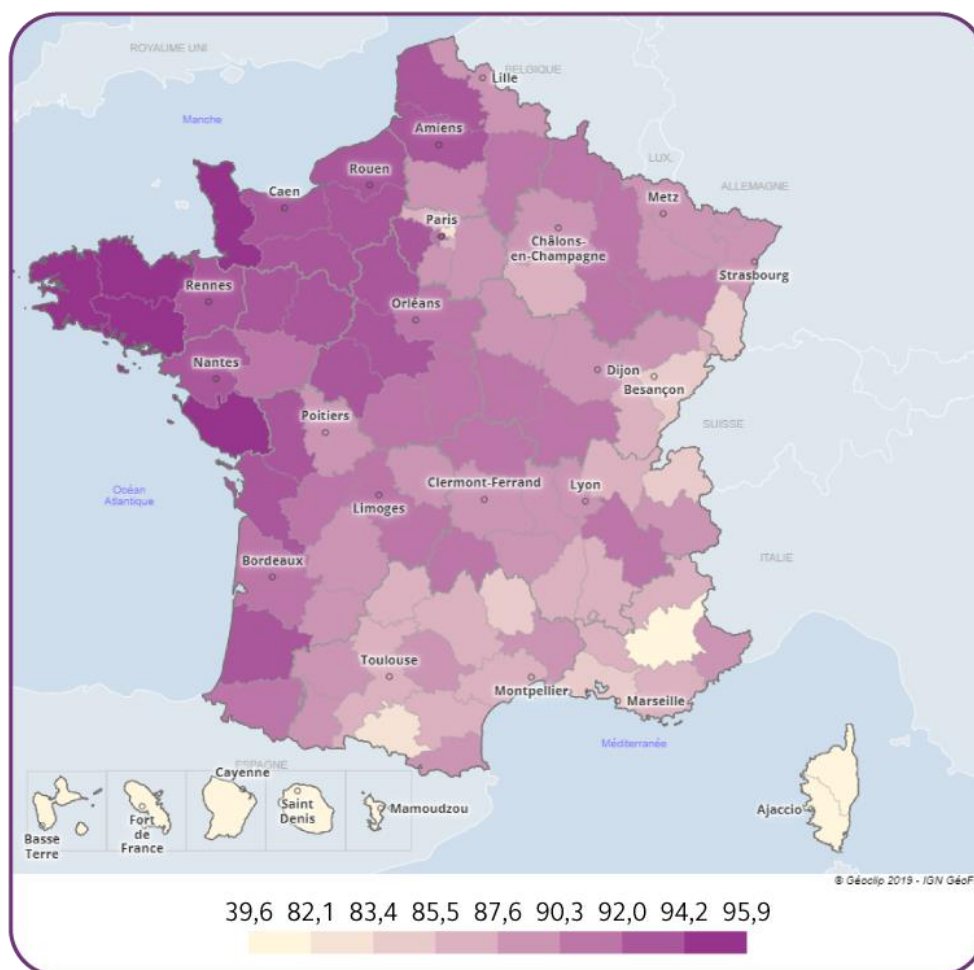 ROYAUME UNI
BELGIQUE
Lille
Manche
Amiens
LUX.
Rouen
ALLEMAGNE
Caen
Metz
Paris
Châlons-
en-Champagne
Strasbourg
Rennes
Orléans
Nantes
Dijon
Besançon
Poitiers
SUISSE
Clermont-Ferrand
Lyon
Océan
Atlantique
Limoges
ITALIE
Bordeaux
Toulouse
Montpellier
Marseille
Méditerranée
ESPAGNE
Cayenne
Saint
Denis
Mamoudzou
Ajaccio
Fort
de
France
Basse
Terre
© Géoclip 2019 - IGN GéoF
39,6 82,1 83,4 85,5 87,6 90,3 92,0 94,2 95,9